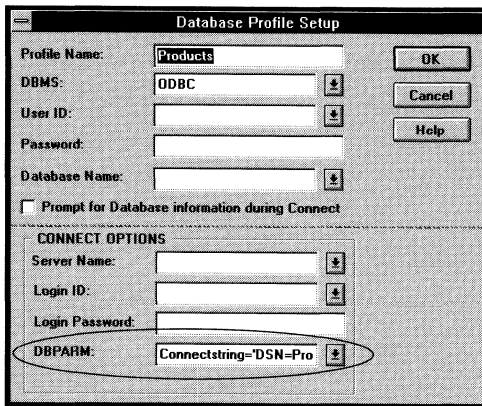 Database Profile Setup
Profile Name: Products
OK
DBMS: ODBC
Cancel
User ID:
Help
Password:
Database Name:
Prompt for Database information during Connect
CONNECT OPTIONS
Server Name:
Login ID:
Login Password:
DBPARM: Connectstring='DSN=Pro